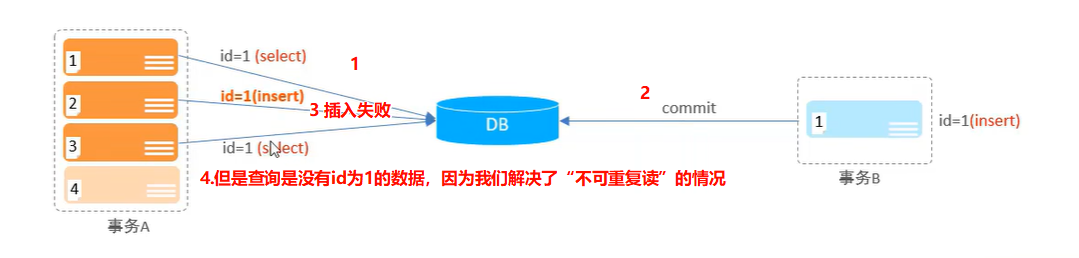 id=1 (select)
1
1
2
id=1(insert)
3 插入失败
2
commit
DB
1
id=1(insert)
3
id=1 (select)
4
4.但是查询是没有id为1的数据，因为我们解决了“不可重复读”的情况
事务A
事务B